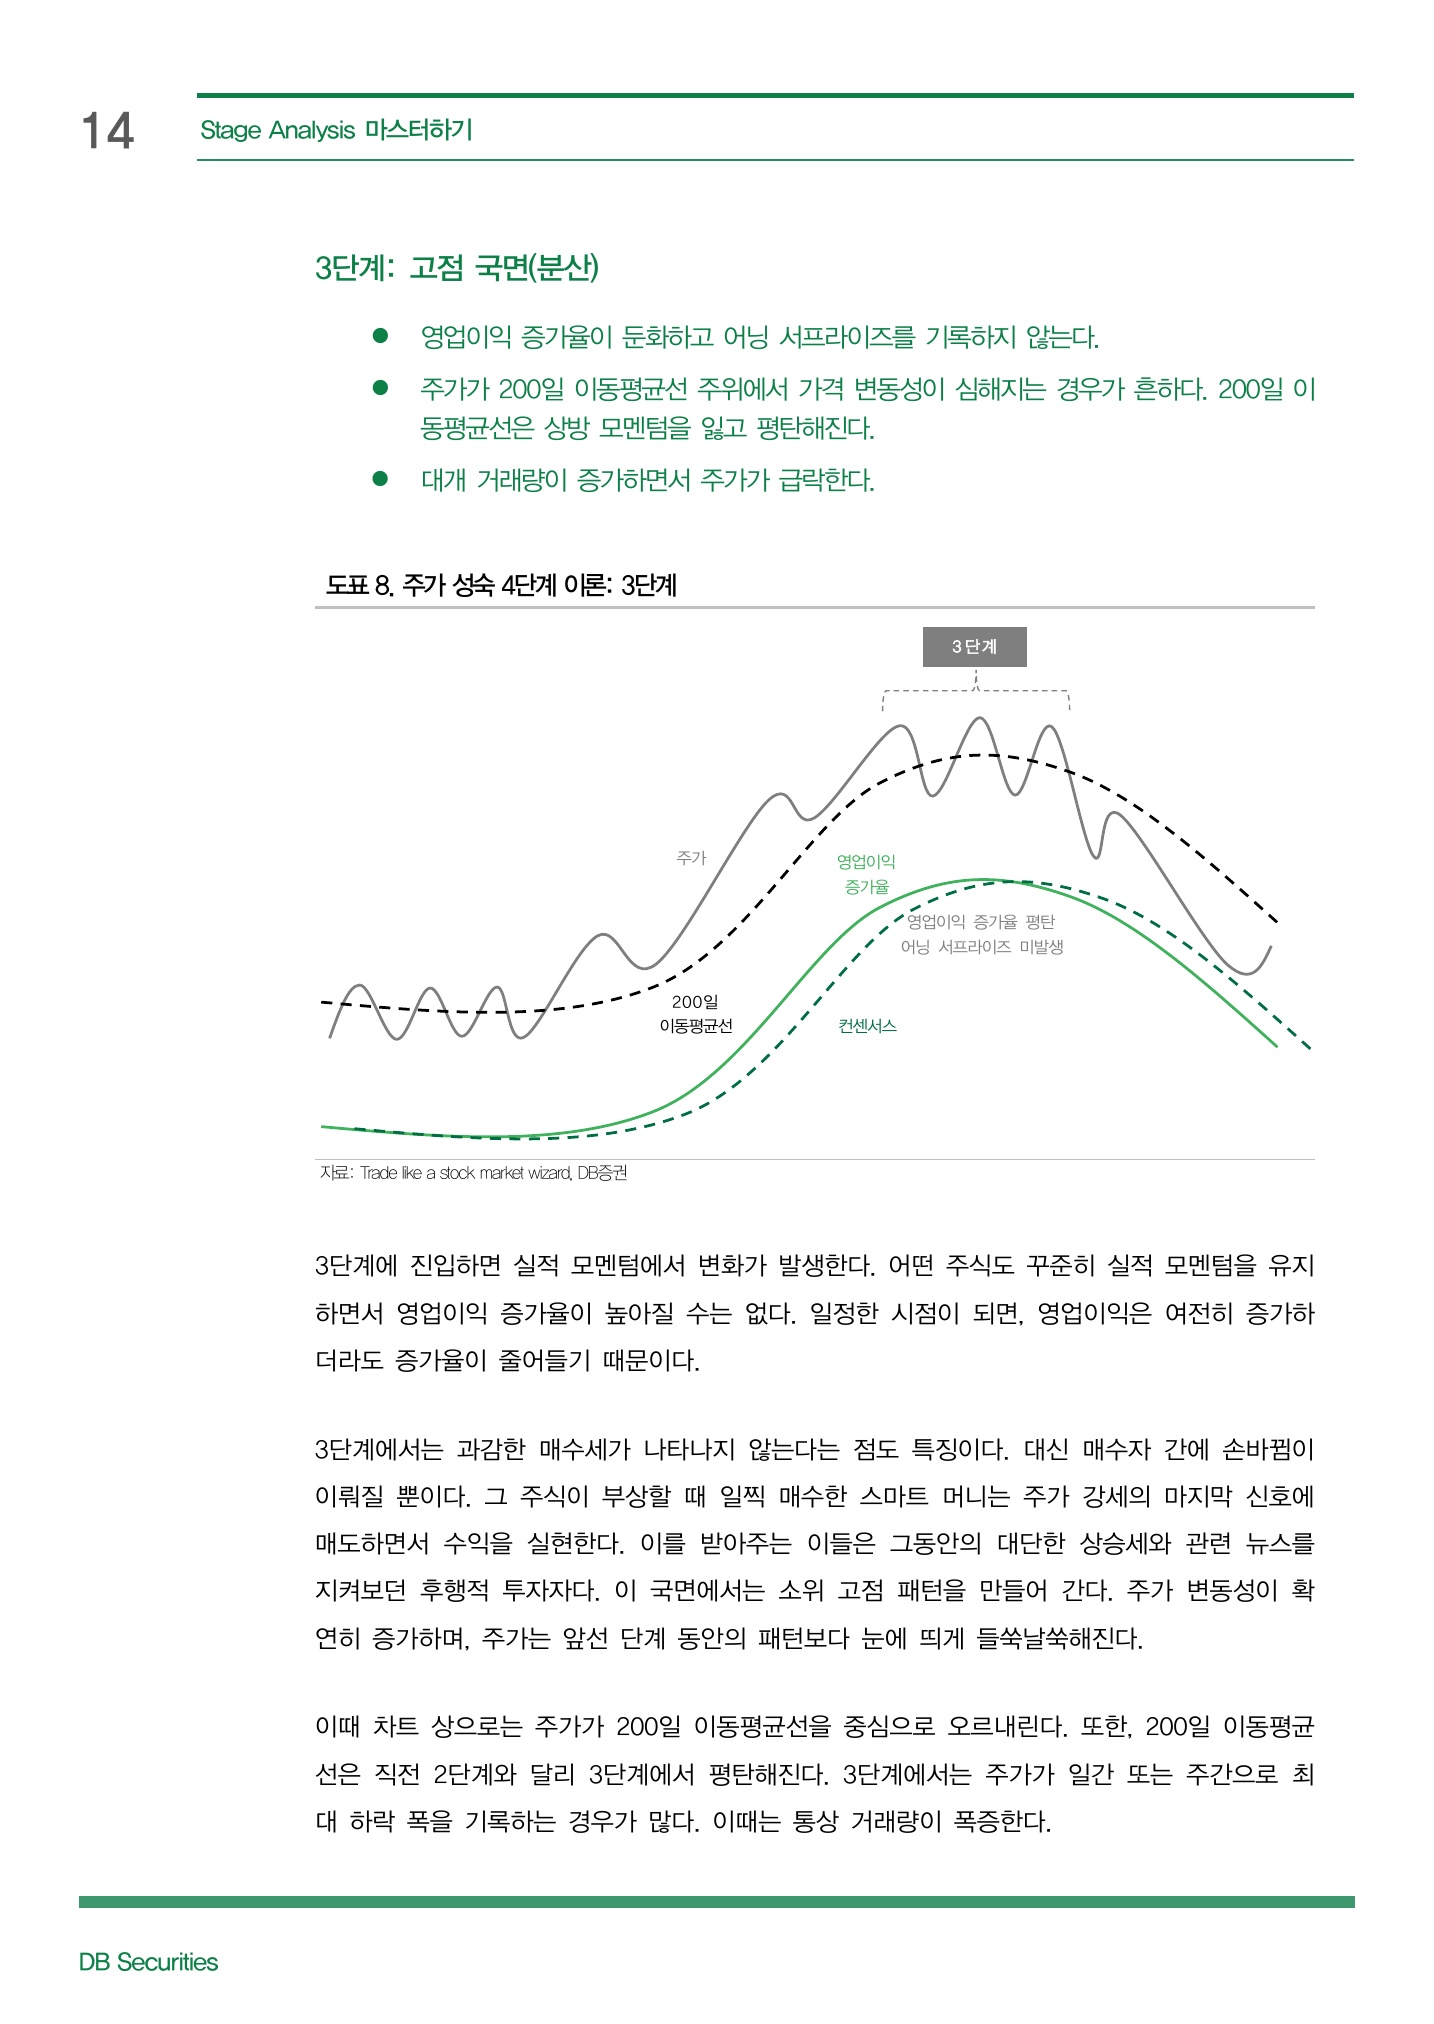 14
Stage Analysis 마스터하기
3단계: 고점 국면(분산)
● 영업이익 증가율이 둔화하고 어닝 서프라이즈를 기록하지 않는다.
● 주가가 200일 이동평균선 주위에서 가격 변동성이 심해지는 경우가 흔하다. 200일 이
동평균선은 상방 모멘텀을 잃고 평탄해진다.
● 대개 거래량이 증가하면서 주가가 급락한다.
도표 8. 주가 성숙 4단계 이론: 3단계
3단계
주가
영업이익
증가율
영업이익 증가율 평탄
어닝 서프라이즈 미발생
200일
이동평균선
컨센서스
자료: Trade like a stock market wizard, DB증권
3단계에 진입하면 실적 모멘텀에서 변화가 발생한다. 어떤 주식도 꾸준히 실적 모멘텀을 유지
하면서 영업이익 증가율이 높아질 수는 없다. 일정한 시점이 되면, 영업이익은 여전히 증가하
더라도 증가율이 줄어들기 때문이다.
3단계에서는 과감한 매수세가 나타나지 않는다는 점도 특징이다. 대신 매수자 간에 손바뀜이
이뤄질 뿐이다. 그 주식이 부상할 때 일찍 매수한 스마트 머니는 주가 강세의 마지막 신호에
매도하면서 수익을 실현한다. 이를 받아주는 이들은 그동안의 대단한 상승세와 관련 뉴스를
지켜보던 후행적 투자자다. 이 국면에서는 소위 고점 패턴을 만들어 간다. 주가 변동성이 확
연히 증가하며, 주가는 앞선 단계 동안의 패턴보다 눈에 띄게 들쑥날쑥해진다.
이때 차트 상으로는 주가가 200일 이동평균선을 중심으로 오르내린다. 또한, 200일 이동평균
선은 직전 2단계와 달리 3단계에서 평탄해진다. 3단계에서는 주가가 일간 또는 주간으로 최
대 하락 폭을 기록하는 경우가 많다. 이때는 통상 거래량이 폭증한다.
DB Securities